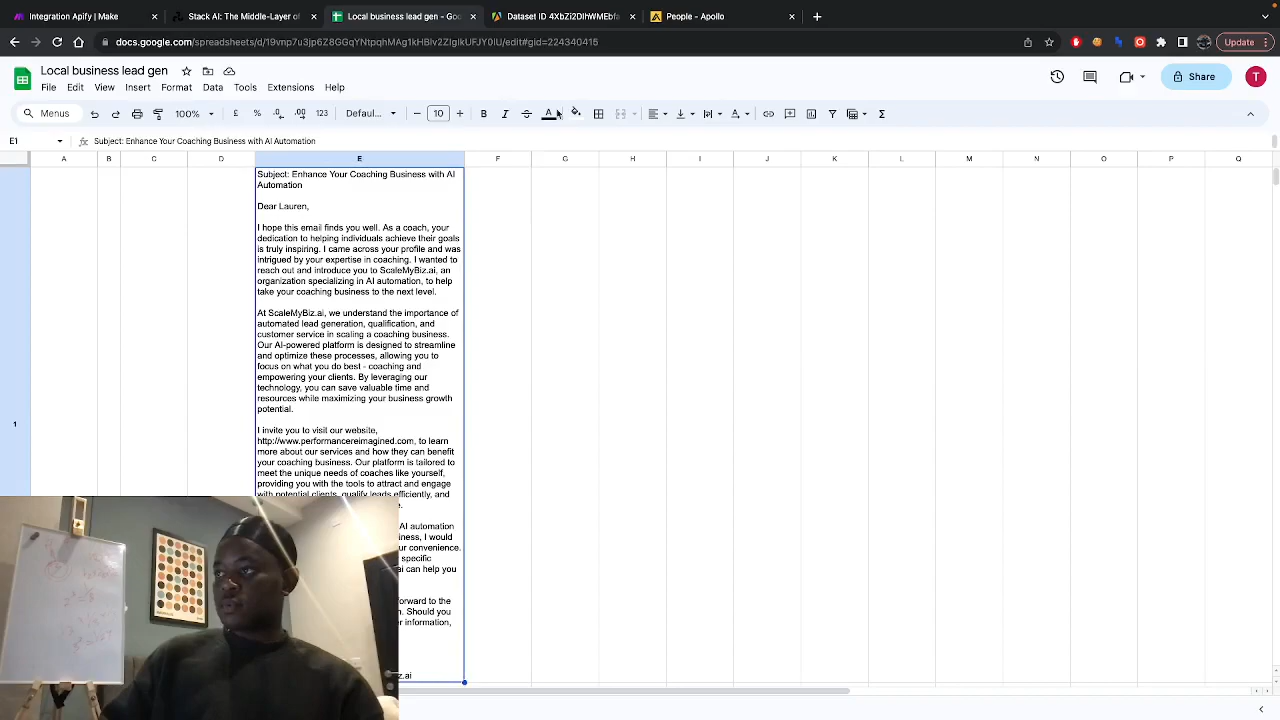 Integration Apify | Make
Stack AI: The Middle-Layer of
Local business lead gen - Goo
Dataset ID 4XbZI2DlhWMEbfa
People - Apollo
docs.google.com/spreadsheets/d/19vnp7u3jp6Z8GGqYNtpqhMAg1kHBIv2ZIgIkUFJY0IU/edit#gid=224340415
Update
Local business lead gen
File Edit View Insert Format Data Tools Extensions Help
Share
T
Menus
100%
£ % .0 .00 123
Defaul...
10
B I A
E1
fx Subject: Enhance Your Coaching Business with AI Automation
A B C D E F G H I J K L M N O P Q
1
Subject: Enhance Your Coaching Business with AI
Automation
Dear Lauren,
I hope this email finds you well. As a coach, your
dedication to helping individuals achieve their goals
is truly inspiring. I came across your profile and was
intrigued by your expertise in coaching. I wanted to
reach out and introduce you to ScaleMyBiz.ai, an
organization specializing in AI automation, to help
take your coaching business to the next level.
At ScaleMyBiz.ai, we understand the importance of
automated lead generation, qualification, and
customer service in scaling a coaching business.
Our AI-powered platform is designed to streamline
and optimize these processes, allowing you to
focus on what you do best - coaching and
empowering your clients. By leveraging our
technology, you can save valuable time and
resources while maximizing your business growth
potential.
I invite you to visit our website,
http://www.performancereimagined.com, to learn
more about our services and how they can benefit
your coaching business. Our platform is tailored to
meet the unique needs of coaches like yourself,
providing you with the tools to attract and engage
with potential clients, qualify leads efficiently, and
AI automation
iness, I would
ur convenience.
specific
ai can help you
forward to the
n. Should you
er information,
z.ai